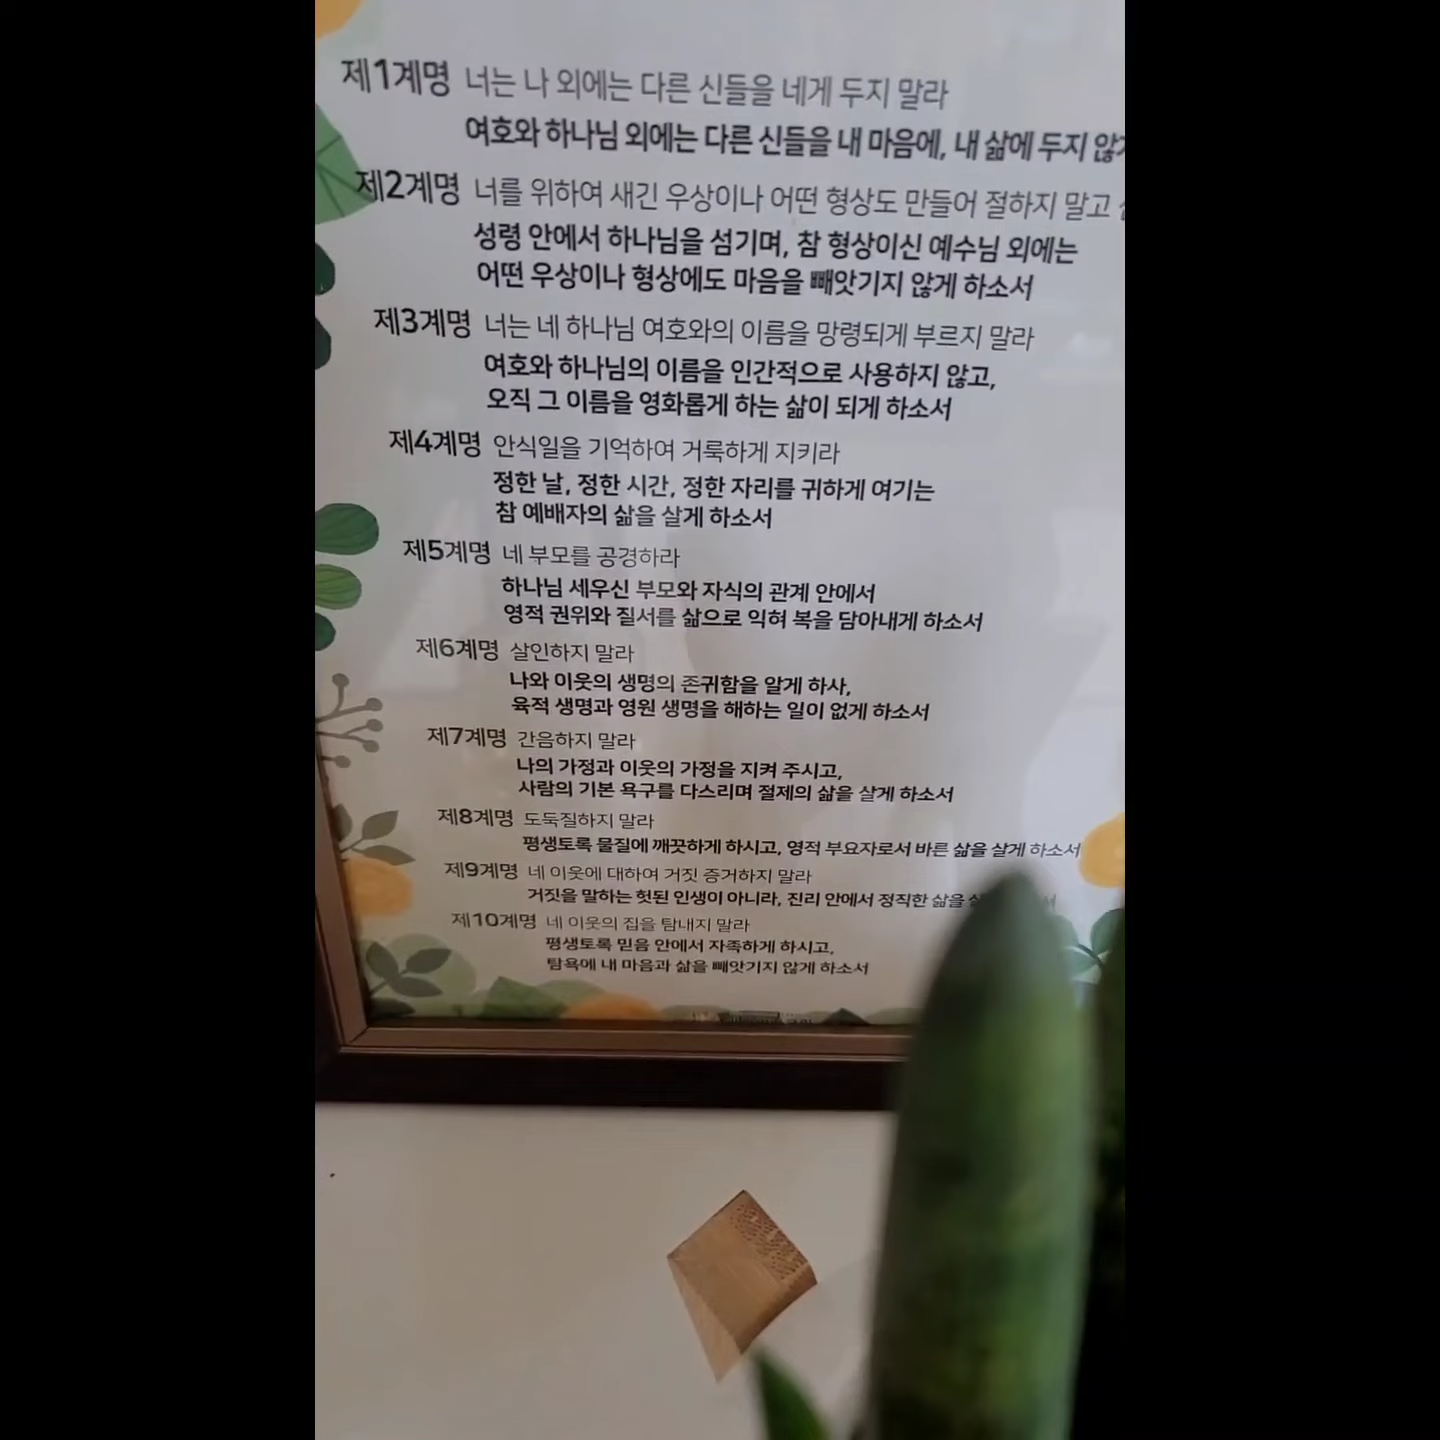 제1계명 너는 나 외에는 다른 신들을 네게 두지 말라
여호와 하나님 외에는 다른 신들을 내 마음에, 내 삶에 두지
제2계명 너를 위하여 새긴 우상이나 어떤 형상도 만들어 절하지 말고
성령 안에서 하나님을 섬기며, 참 형상이신 예수님 외에는
어떤 우상이나 형상에도 마음을 빼앗기지 않게 하소서
제3계명 너는 네 하나님 여호와의 이름을 망령되게 부르지 말라
여호와 하나님의 이름을 인간적으로 사용하지 않고,
오직 그 이름을 영화롭게 하는 삶이 되게 하소서
제4계명 안식일을 기억하여 거룩하게 지키라
정한 날, 정한 시간, 정한 자리를 귀하게 여기는
참 예배자의 삶을 살게 하소서
제5계명 네 부모를 공경하라
하나님 세우신 부모와 자식의 관계 안에서
영적 권위와 질서를 삶으로 익혀 복을 담아내게 하소서
제6계명 살인하지 말라
나와 이웃의 생명의 존귀함을 알게 하사,
육적 생명과 영원 생명을 해하는 일이 없게 하소서
제7계명 간음하지 말라
나의 가정과 이웃의 가정을 지켜 주시고,
사람의 기본 욕구를 다스리며 절제의 삶을 살게 하소서
제8계명 도둑질하지 말라
평생토록 물질에 깨끗하게 하시고, 영적 부요자로서 바른 삶을 살게 하소서
제9계명 네 이웃에 대하여 거짓 증거하지 말라
거짓을 말하는 헛된 인생이 아니라, 진리 안에서 정직한 삶을
제10계명 네 이웃의 집을 탐내지 말라
평생토록 믿음 안에서 자족하게 하시고,
탐욕에 내 마음과 삶을 빼앗기지 않게 하소서